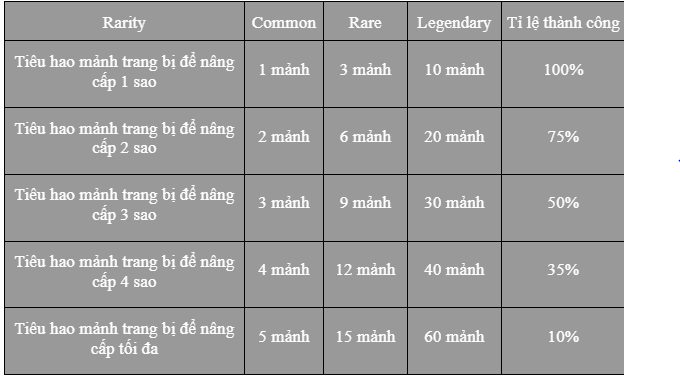 Rarity Common Rare Legendary Tỉ lệ thành công
Tiêu hao mảnh trang bị để nâng
cấp 1 sao
1 mảnh 3 mảnh 10 mảnh 100%
Tiêu hao mảnh trang bị để nâng
cấp 2 sao
2 mảnh 6 mảnh 20 mảnh 75%
Tiêu hao mảnh trang bị để nâng
cấp 3 sao
3 mảnh 9 mảnh 30 mảnh 50%
Tiêu hao mảnh trang bị để nâng
cấp 4 sao
4 mảnh 12 mảnh 40 mảnh 35%
Tiêu hao mảnh trang bị để nâng
cấp tối đa
5 mảnh 15 mảnh 60 mảnh 10%